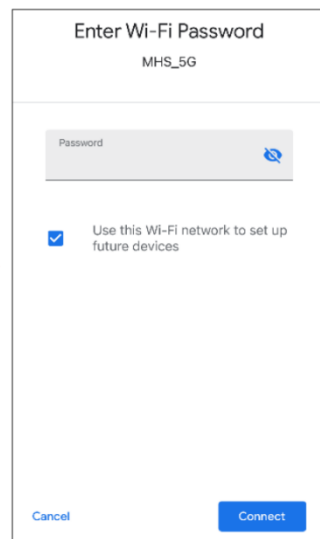 Enter Wi-Fi Password
MHS_5G
Password
Use this Wi-Fi network to set up
future devices
Cancel
Connect